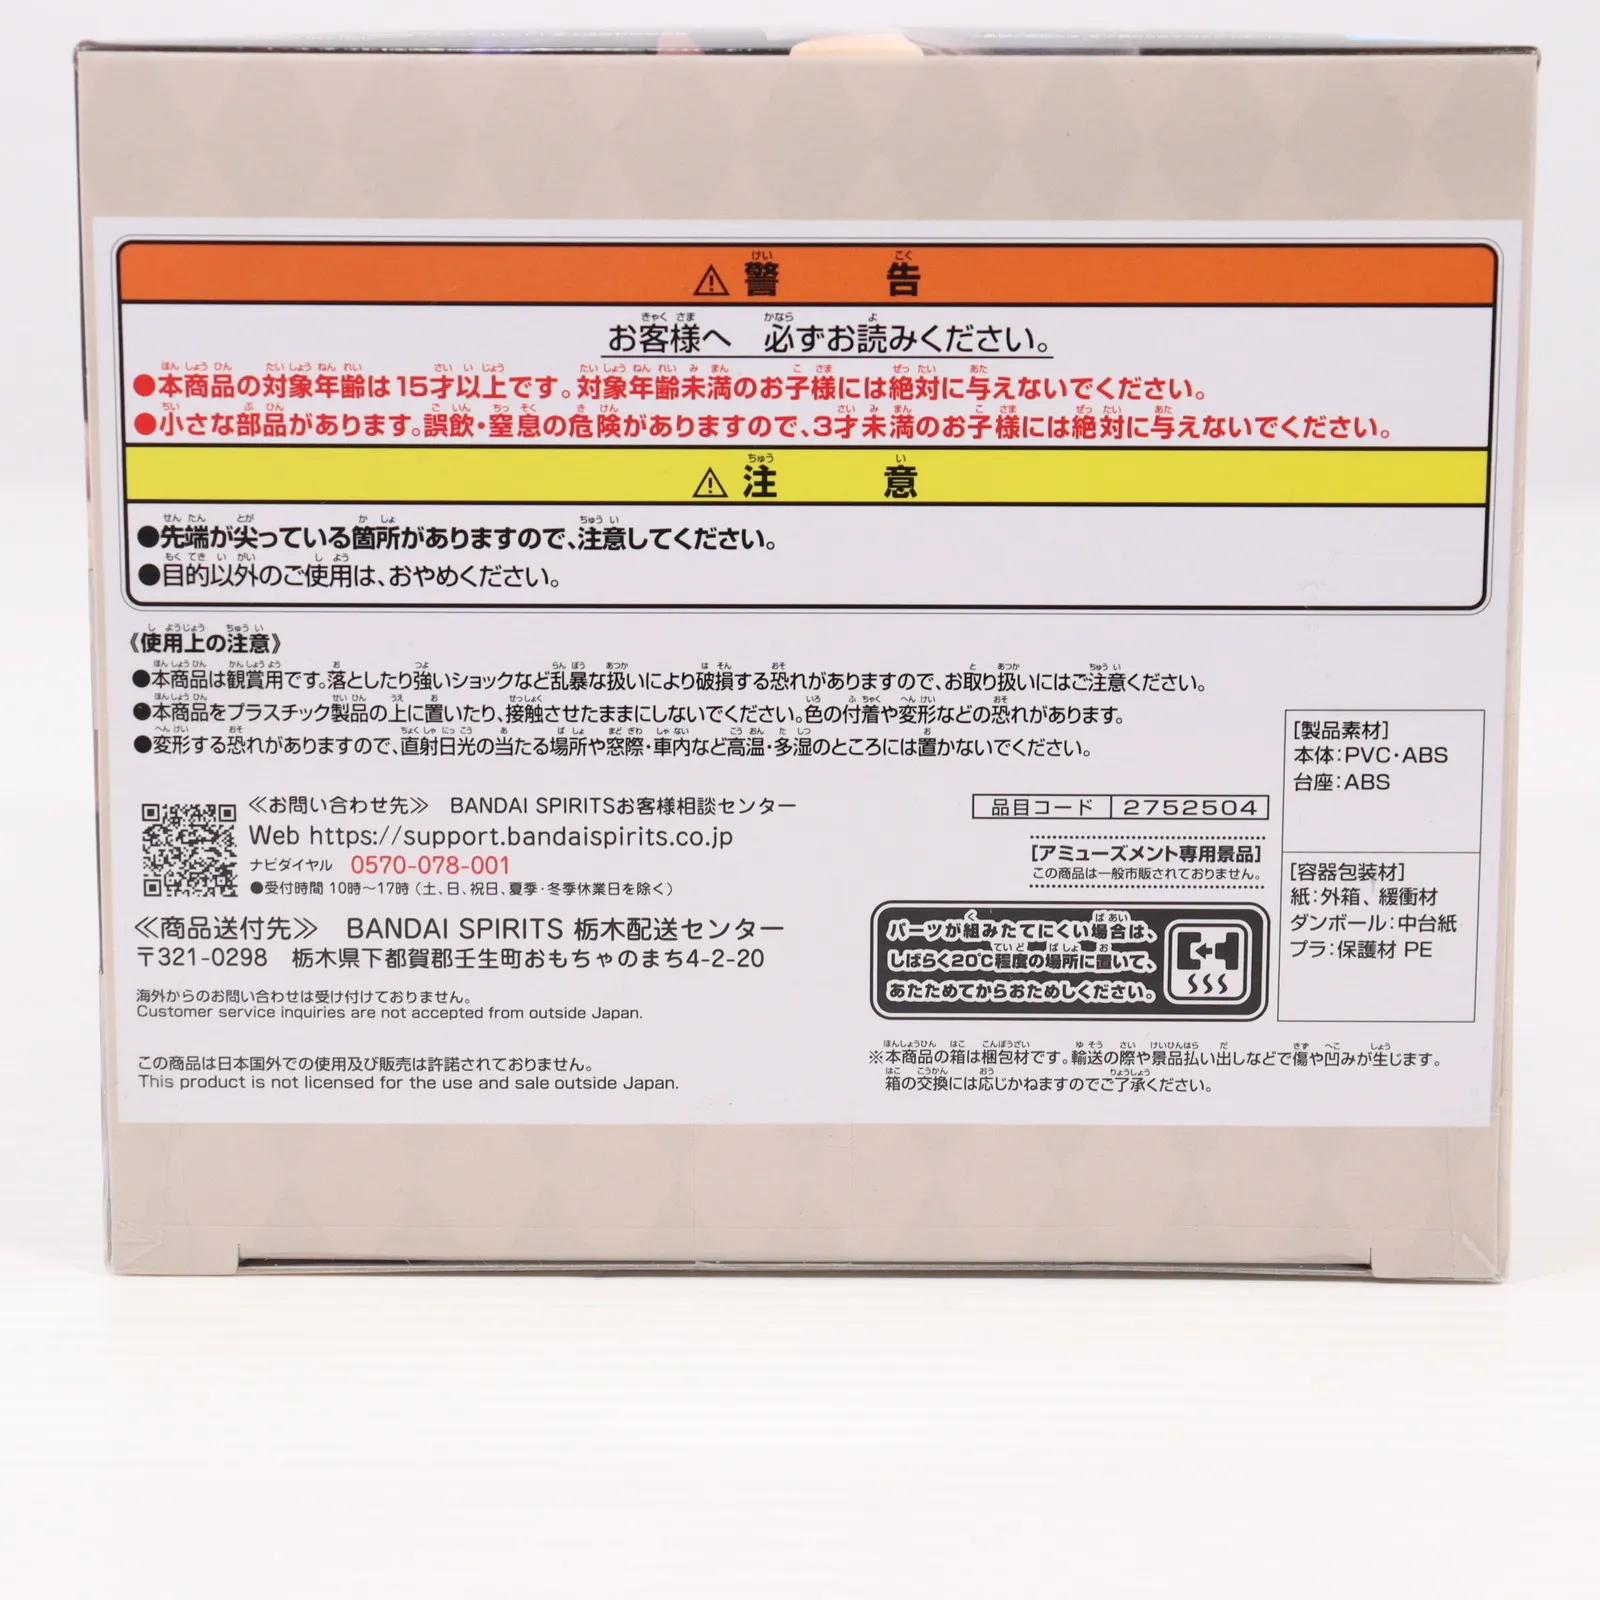 ⚠警告
お客様へ 必ずお読みください。
●本商品の対象年齢は15才以上です。対象年齢未満のお子様には絶対に与えないでください。
●小さな部品があります。誤飲・窒息の危険がありますので、3才未満のお子様には絶対に与えないでください。
⚠注意
●先端が尖っている箇所がありますので、注意してください。
●目的以外のご使用は、おやめください。
《使用上の注意》
●本商品は観賞用です。落としたり強いショックなど乱暴な扱いにより破損する恐れがありますので、お取り扱いにはご注意ください。
●本商品をプラスチック製品の上に置いたり、接触させたままにしないでください。色の付着や変形などの恐れがあります。
●変形する恐れがありますので、直射日光の当たる場所や窓際・車内など高温・多湿のところには置かないでください。
≪お問い合わせ先≫ BANDAI SPIRITSお客様相談センター
Web https://support.bandaispirits.co.jp
ナビダイヤル 0570-078-001
●受付時間 10時〜17時(土、日、祝日、夏季・冬季休業日を除く)
≪商品送付先≫ BANDAI SPIRITS 栃木配送センター
〒321-0298 栃木県下都賀郡壬生町おもちゃのまち4-2-20
海外からのお問い合わせは受け付けておりません。
Customer service inquiries are not accepted from outside Japan.
この商品は日本国外での使用及び販売は許諾されておりません。
This product is not licensed for the use and sale outside Japan.
品目コード 2752504
[アミューズメント専用景品]
この商品は一般市販されておりません。
パーツが組みたてにくい場合は、
しばらく20℃程度の場所に置いて、
あたためてからおためしください。
[製品素材]
本体:PVC・ABS
台座:ABS
[容器包装材]
紙:外箱、緩衝材
ダンボール:中台紙
プラ:保護材 PE
※本商品の箱は梱包材です。輸送の際や景品払い出しなどで傷や凹みが生じます。
箱の交換には応じかねますのでご了承ください。